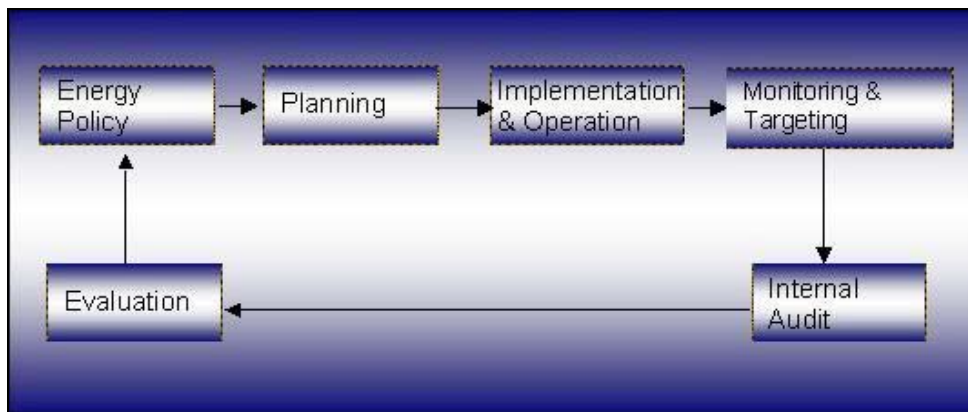 Energy
Policy
Planning
Implementation
& Operation
Monitoring &
Targeting
Evaluation
Internal
Audit